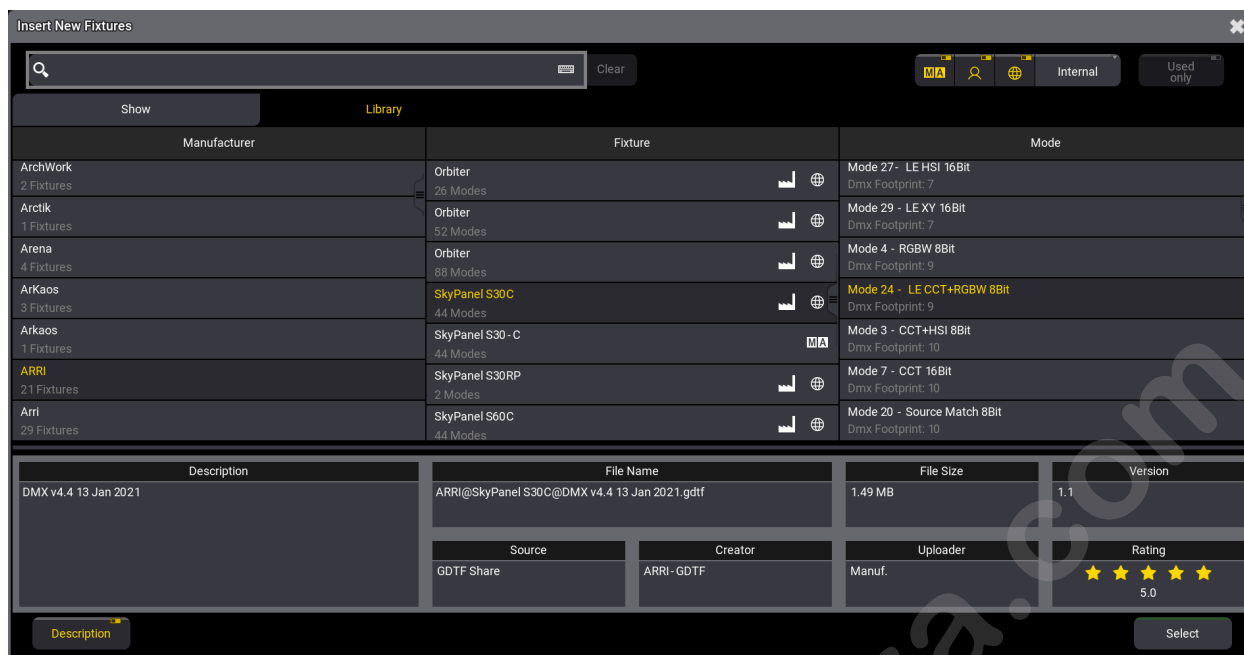 Insert New Fixtures
Clear
MA
Internal
Used only
Show
Library
Manufacturer
Fixture
Mode
ArchWork
2 Fixtures
Arctik
1 Fixtures
Arena
4 Fixtures
ArKaos
3 Fixtures
Arkaos
1 Fixtures
ARRI
21 Fixtures
Arri
29 Fixtures
Orbiter
26 Modes
Orbiter
52 Modes
Orbiter
88 Modes
SkyPanel S30C
44 Modes
SkyPanel S30-C
44 Modes
MA
SkyPanel S30RP
2 Modes
SkyPanel S60C
44 Modes
Mode 27- LE HSI 16Bit
Dmx Footprint: 7
Mode 29 - LE XY 16Bit
Dmx Footprint: 7
Mode 4 - RGBW 8Bit
Dmx Footprint: 9
Mode 24 - LE CCT+RGBW 8Bit
Dmx Footprint: 9
Mode 3 - CCT+HSI 8Bit
Dmx Footprint: 10
Mode 7 - CCT 16Bit
Dmx Footprint: 10
Mode 20 - Source Match 8Bit
Dmx Footprint: 10
Description
DMX v4.4 13 Jan 2021
File Name
ARRI@SkyPanel S30C@DMX v4.4 13 Jan 2021.gdtf
File Size
1.49 MB
Version
1.1
Source
GDTF Share
Creator
ARRI-GDTF
Uploader
Manuf.
Rating
5.0
Description
Select
a.com